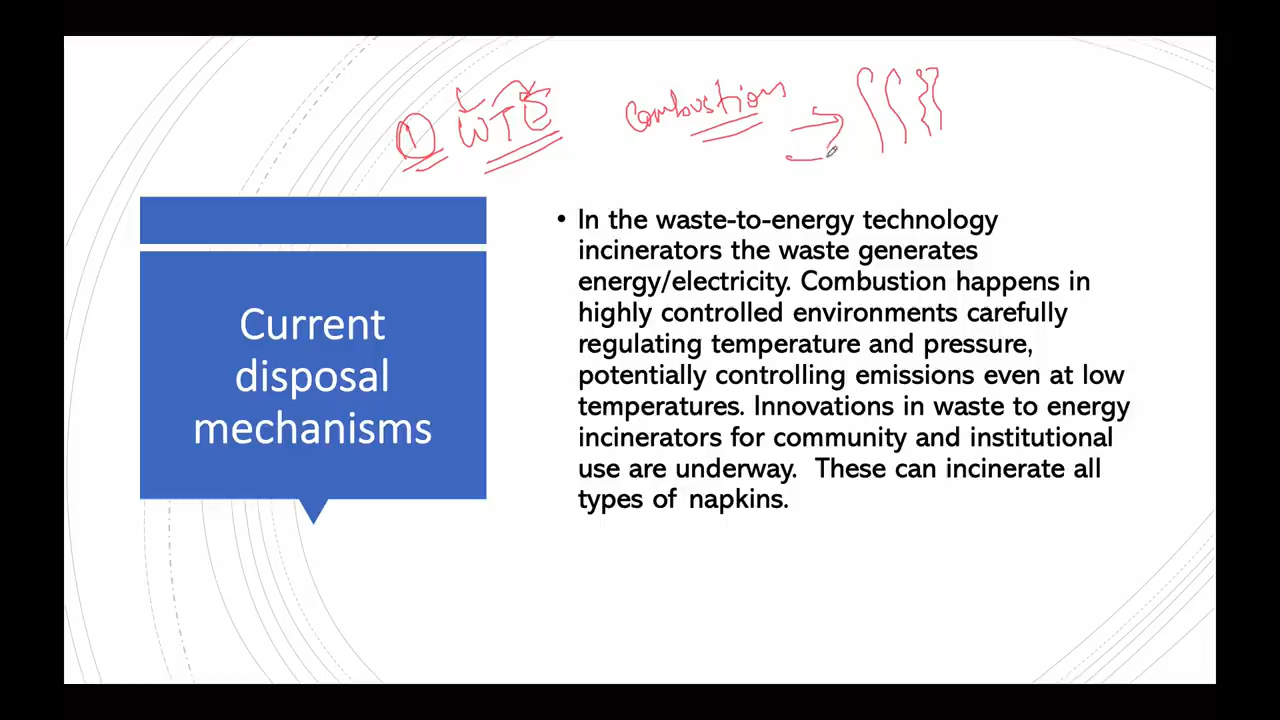 ① WTE Combustion
Current
disposal
mechanisms
• In the waste-to-energy technology
incinerators the waste generates
energy/electricity. Combustion happens in
highly controlled environments carefully
regulating temperature and pressure,
potentially controlling emissions even at low
temperatures. Innovations in waste to energy
incinerators for community and institutional
use are underway. These can incinerate all
types of napkins.